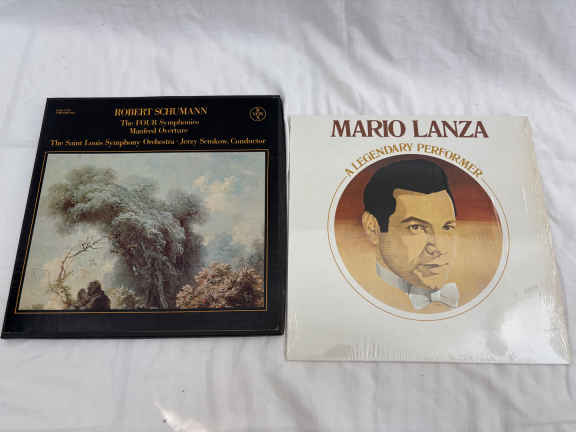 ROBERT SCHUMANN
The FOUR Symphonies
Manfred Overture
The Saint Louis Symphony Orchestra · Jerzy Semkow, Conductor
MARIO LANZA
A LEGENDARY PERFORMER